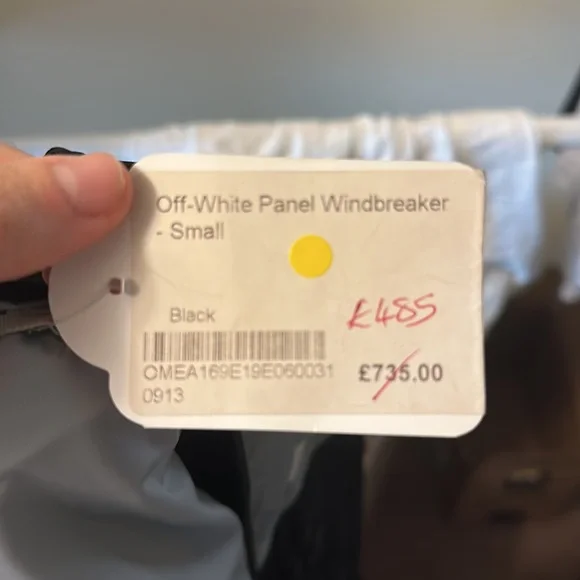 Off-White Panel Windbreaker
- Small
Black
£485
OMEA169E19E060031
£735.00
0913